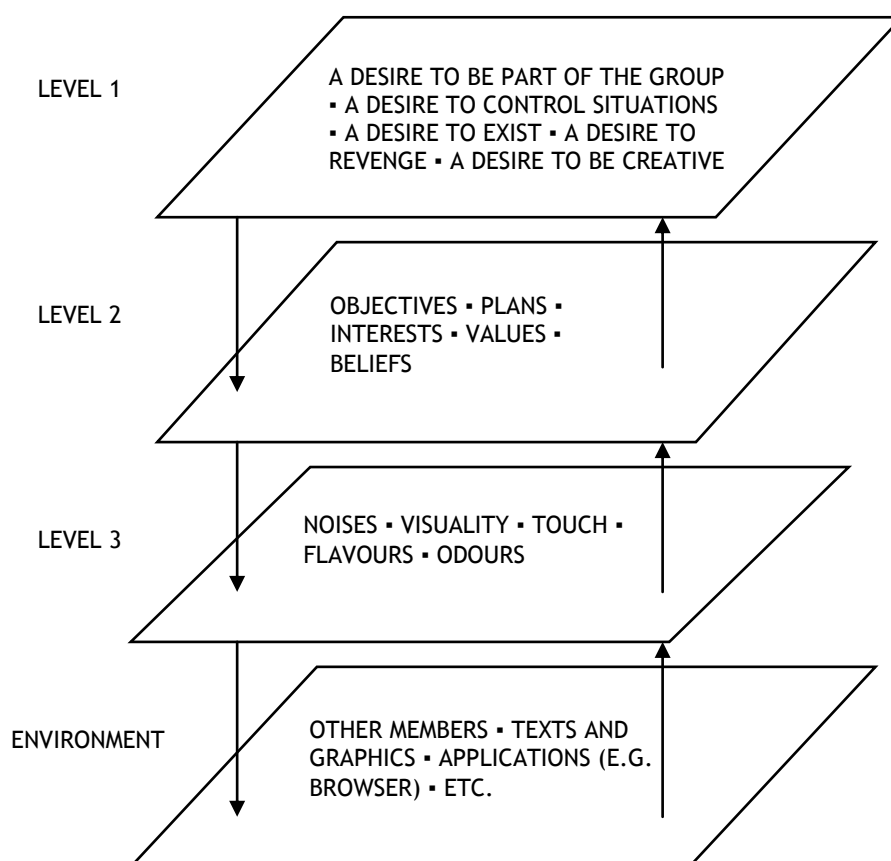 LEVEL 1
A DESIRE TO BE PART OF THE GROUP
▪ A DESIRE TO CONTROL SITUATIONS
▪ A DESIRE TO EXIST ▪ A DESIRE TO
REVENGE ▪ A DESIRE TO BE CREATIVE
LEVEL 2
OBJECTIVES ▪ PLANS ▪
INTERESTS ▪ VALUES ▪
BELIEFS
LEVEL 3
NOISES ▪ VISUALITY ▪ TOUCH ▪
FLAVOURS ▪ ODOURS
ENVIRONMENT
OTHER MEMBERS ▪ TEXTS AND
GRAPHICS ▪ APPLICATIONS (E.G.
BROWSER) ▪ ETC.